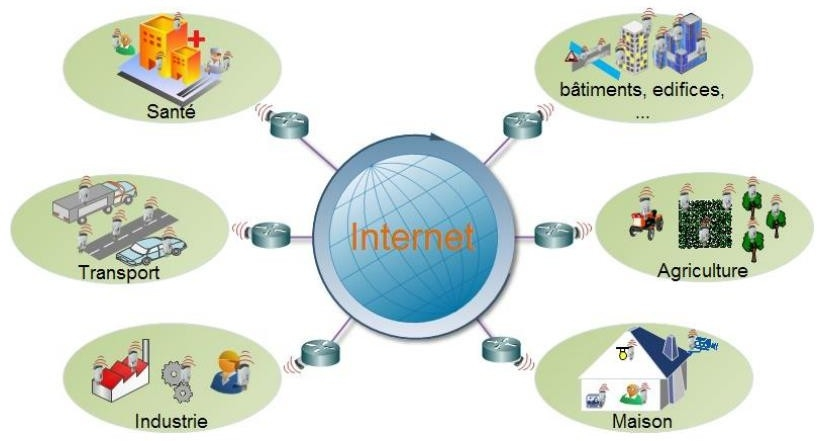 Santé
bâtiments, edifices,
...
Internet
Transport
Agriculture
Industrie
Maison